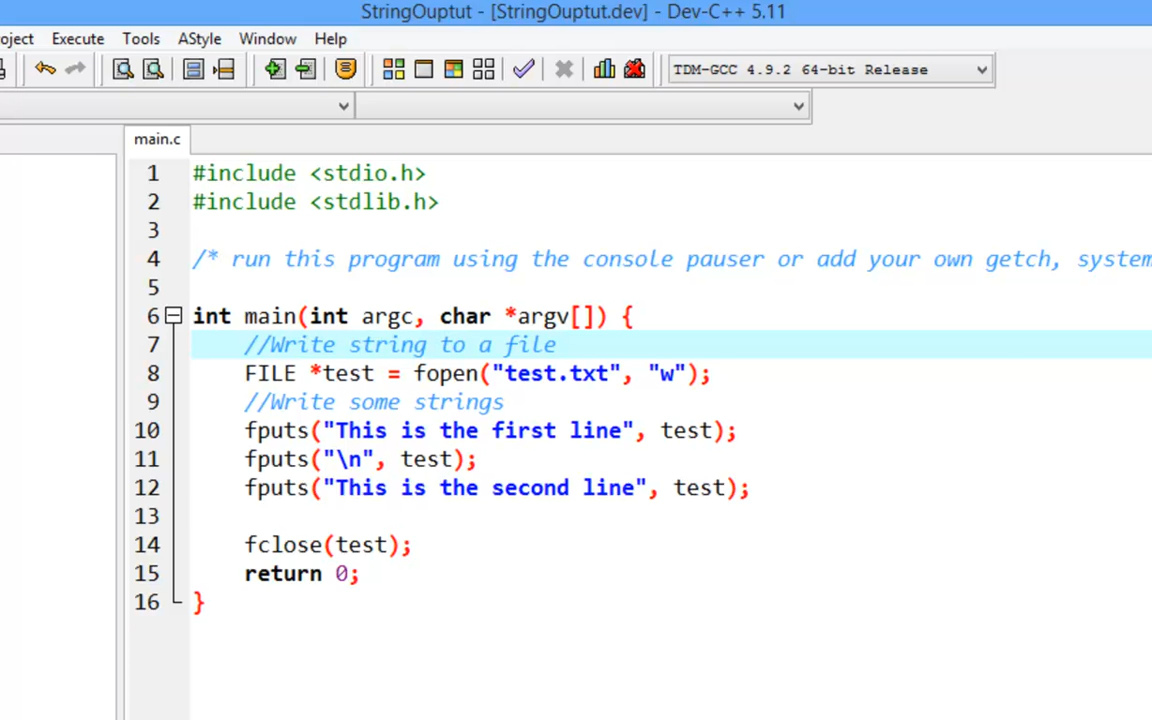 StringOuptut - [StringOuptut.dev] - Dev-C++ 5.11
oject Execute Tools AStyle Window Help
TDM-GCC 4.9.2 64-bit Release
main.c
1 #include <stdio.h>
2 #include <stdlib.h>
3
4 /* run this program using the console pauser or add your own getch, system
5
6 int main(int argc, char *argv[]) {
7 //Write string to a file
8 FILE *test = fopen("test.txt", "w");
9 //Write some strings
10 fputs("This is the first line", test);
11 fputs("\n", test);
12 fputs("This is the second line", test);
13
14 fclose(test);
15 return 0;
16 }